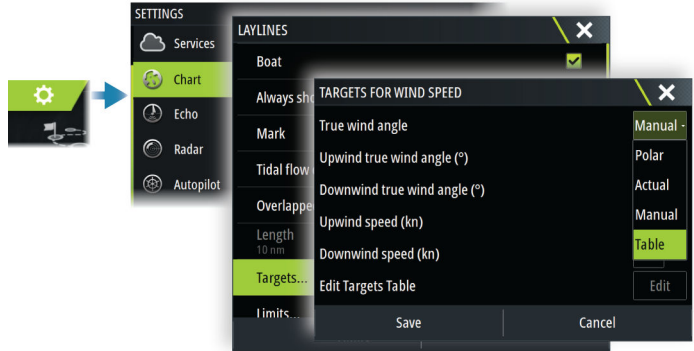 SETTINGS
Services
Chart
Echo
Radar
Autopilot
LAYLINES
Boat
Always sho
Mark
Tidal flow
Overlappe
Length
10 nm
Targets...
Limits...
TARGETS FOR WIND SPEED
True wind angle
Manual
Upwind true wind angle (°)
Polar
Downwind true wind angle (°)
Actual
Upwind speed (kn)
Manual
Downwind speed (kn)
Table
Edit Targets Table
Edit
Save
Cancel